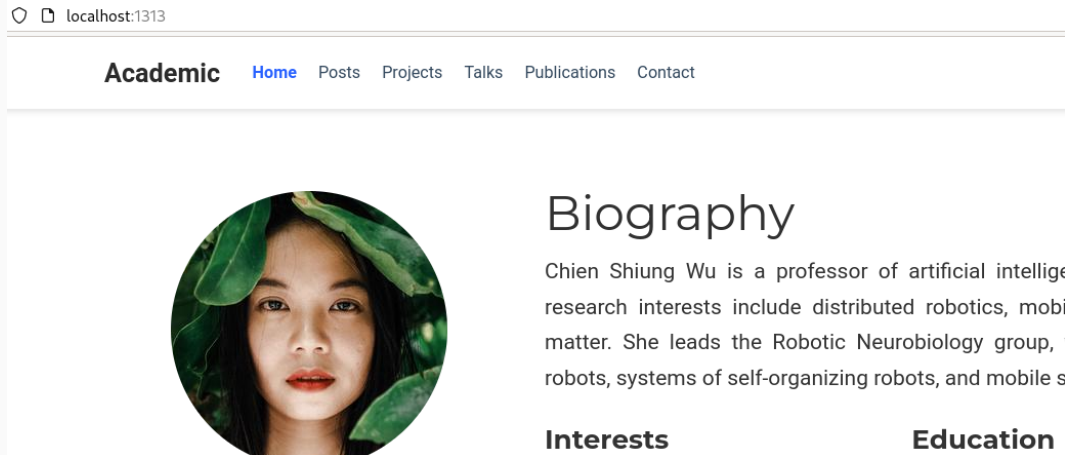 localhost:1313
Academic Home Posts Projects Talks Publications Contact
Biography
Chien Shiung Wu is a professor of artificial
research interests include distributed robotics,
matter. She leads the Robotic Neurobiology group,
robots, systems of self-organizing robots, and mobile
Interests Education